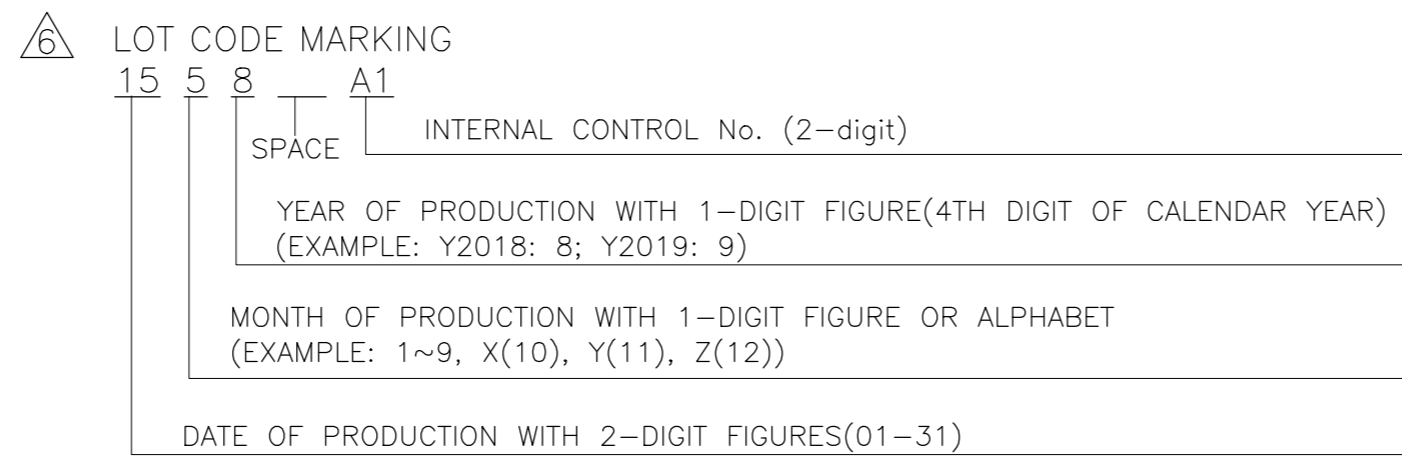 6 LOT CODE MARKING
15 5 8 __ A1
INTERNAL CONTROL No. (2-digit)
SPACE
YEAR OF PRODUCTION WITH 1-DIGIT FIGURE(4TH DIGIT OF CALENDAR YEAR)
(EXAMPLE: Y2018: 8; Y2019: 9)
MONTH OF PRODUCTION WITH 1-DIGIT FIGURE OR ALPHABET
(EXAMPLE: 1~9, X(10), Y(11), Z(12))
DATE OF PRODUCTION WITH 2-DIGIT FIGURES(01-31)